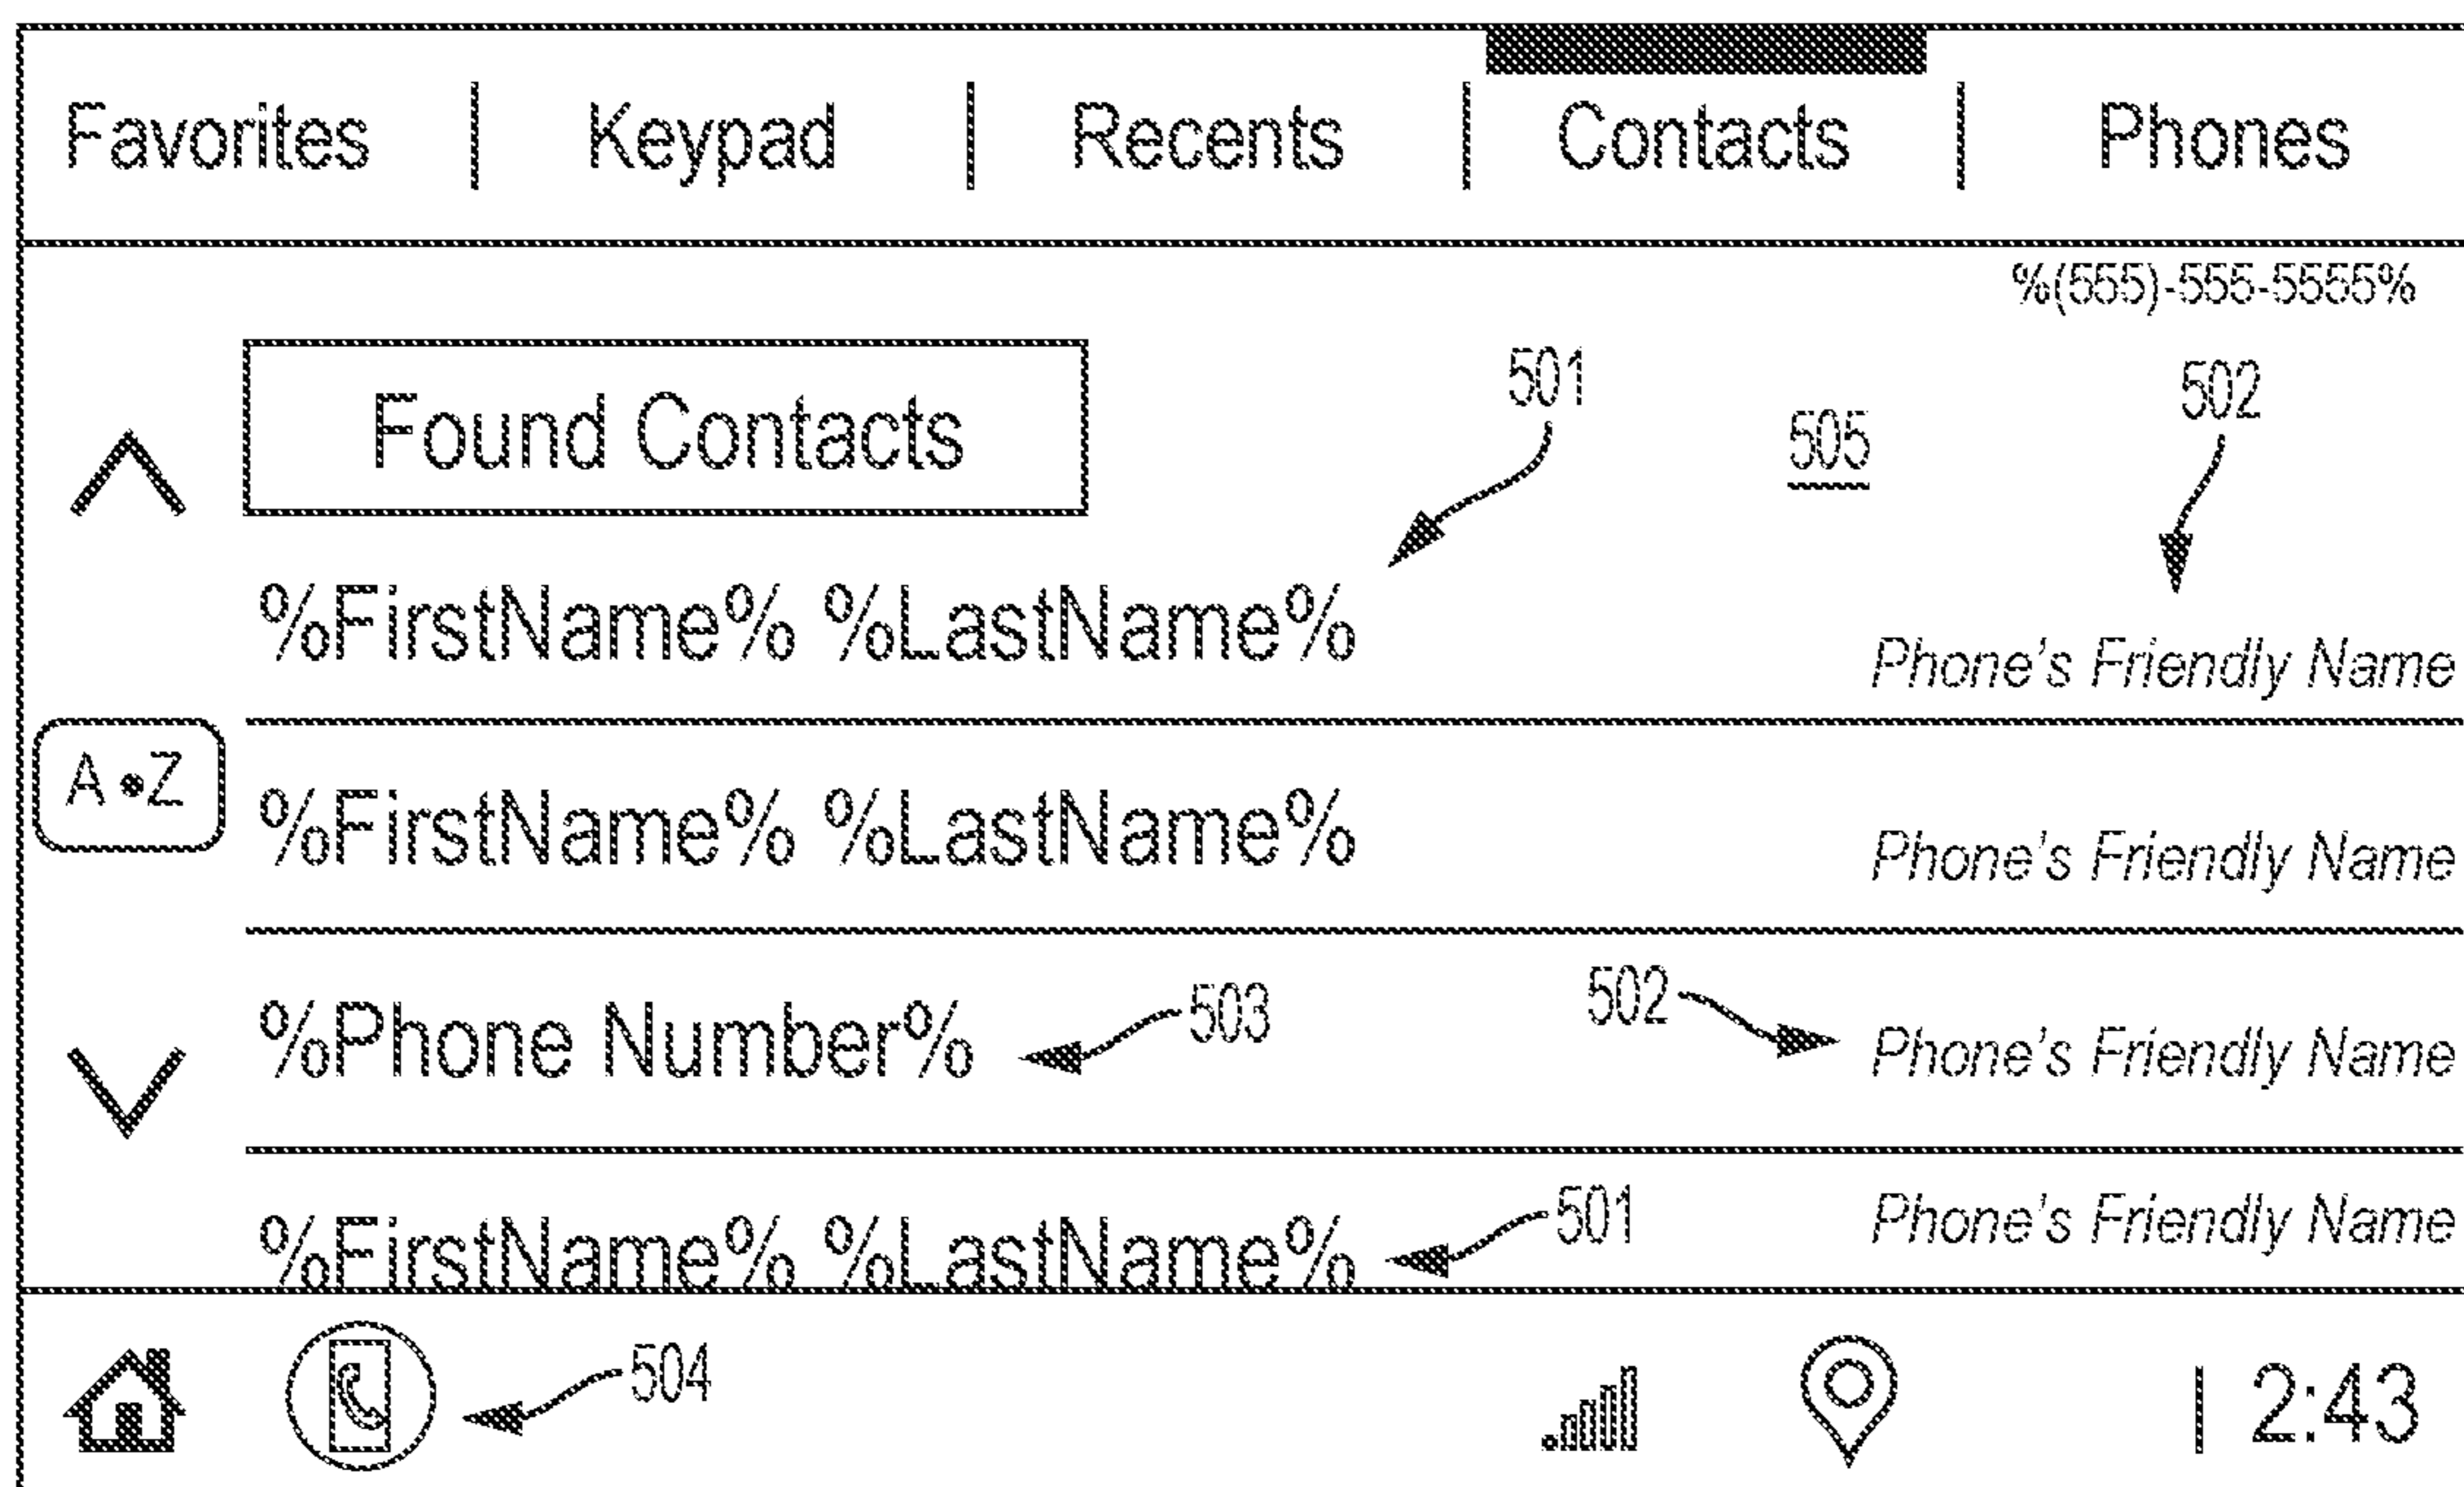 Favorites | Keypad | Recents | Contacts | Phones
%(555)-555-5555%
501
502
Found Contacts
505
%FirstName% %LastName%
Phone's Friendly Name
A•Z
%FirstName% %LastName%
Phone's Friendly Name
%Phone Number%
503
502
Phone's Friendly Name
%FirstName% %LastName%
501
Phone's Friendly Name
504
| 2:43